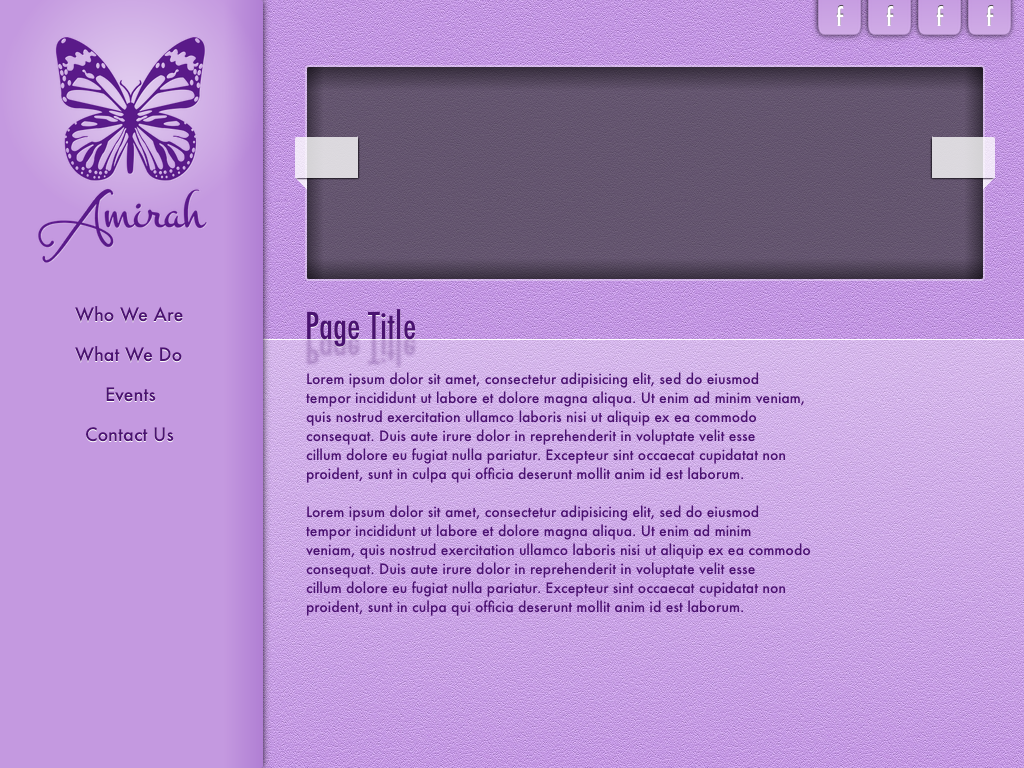 f f f f
Amirah
Who We Are
What We Do
Events
Contact Us
Page Title
Lorem ipsum dolor sit amet, consectetur adipisicing elit, sed do eiusmod
tempor incididunt ut labore et dolore magna aliqua. Ut enim ad minim veniam,
quis nostrud exercitation ullamco laboris nisi ut aliquip ex ea commodo
consequat. Duis aute irure dolor in reprehenderit in voluptate velit esse
cillum dolore eu fugiat nulla pariatur. Excepteur sint occaecat cupidatat non
proident, sunt in culpa qui officia deserunt mollit anim id est laborum.
Lorem ipsum dolor sit amet, consectetur adipisicing elit, sed do eiusmod
tempor incididunt ut labore et dolore magna aliqua. Ut enim ad minim
veniam, quis nostrud exercitation ullamco laboris nisi ut aliquip ex ea commodo
consequat. Duis aute irure dolor in reprehenderit in voluptate velit esse
cillum dolore eu fugiat nulla pariatur. Excepteur sint occaecat cupidatat non
proident, sunt in culpa qui officia deserunt mollit anim id est laborum.